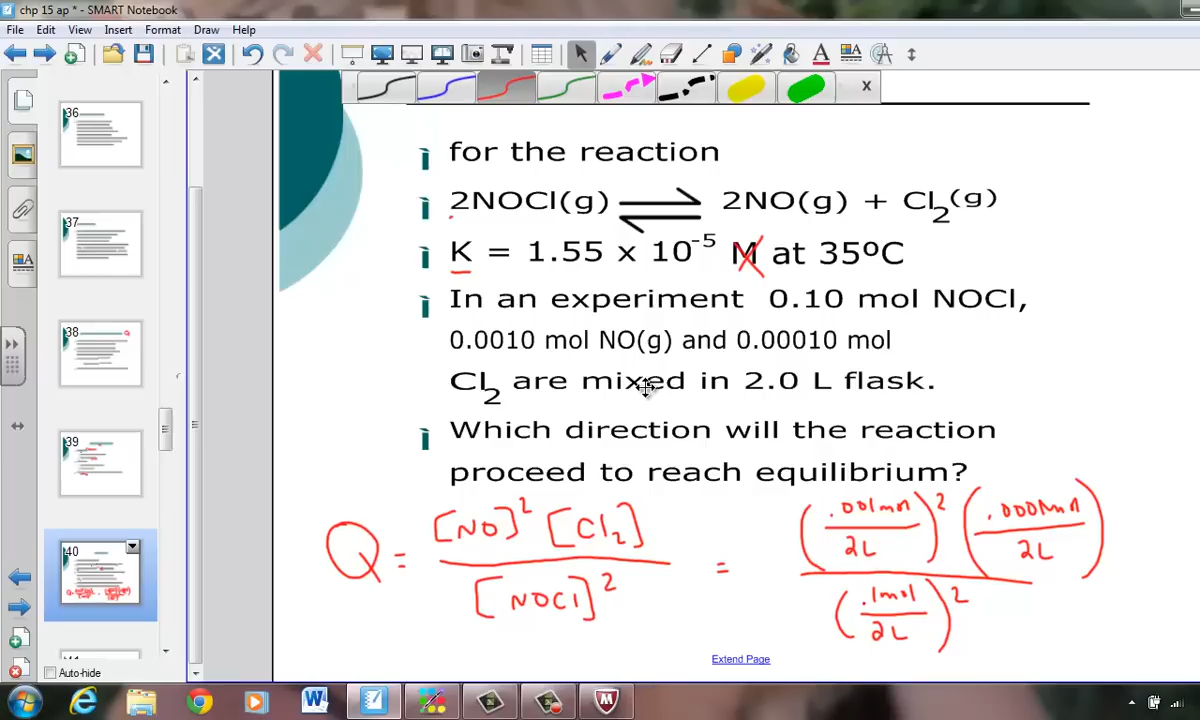 chp 15 ap * - SMART Notebook
File Edit View Insert Format Draw Help
x
36
37
38
39
40
Auto-hide
for the reaction
2NOCl(g) ⇌ 2NO(g) + Cl2(g)
K = 1.55 x 10-5 M at 35ºC
In an experiment 0.10 mol NOCl,
0.0010 mol NO(g) and 0.00010 mol
Cl2 are mixed in 2.0 L flask.
Which direction will the reaction
proceed to reach equilibrium?
Q = [NO]2 [Cl2] / [NOCl]2 = (.001mol / 2L)2 (.0001mol / 2L) / (.1mol / 2L)2
Extend Page